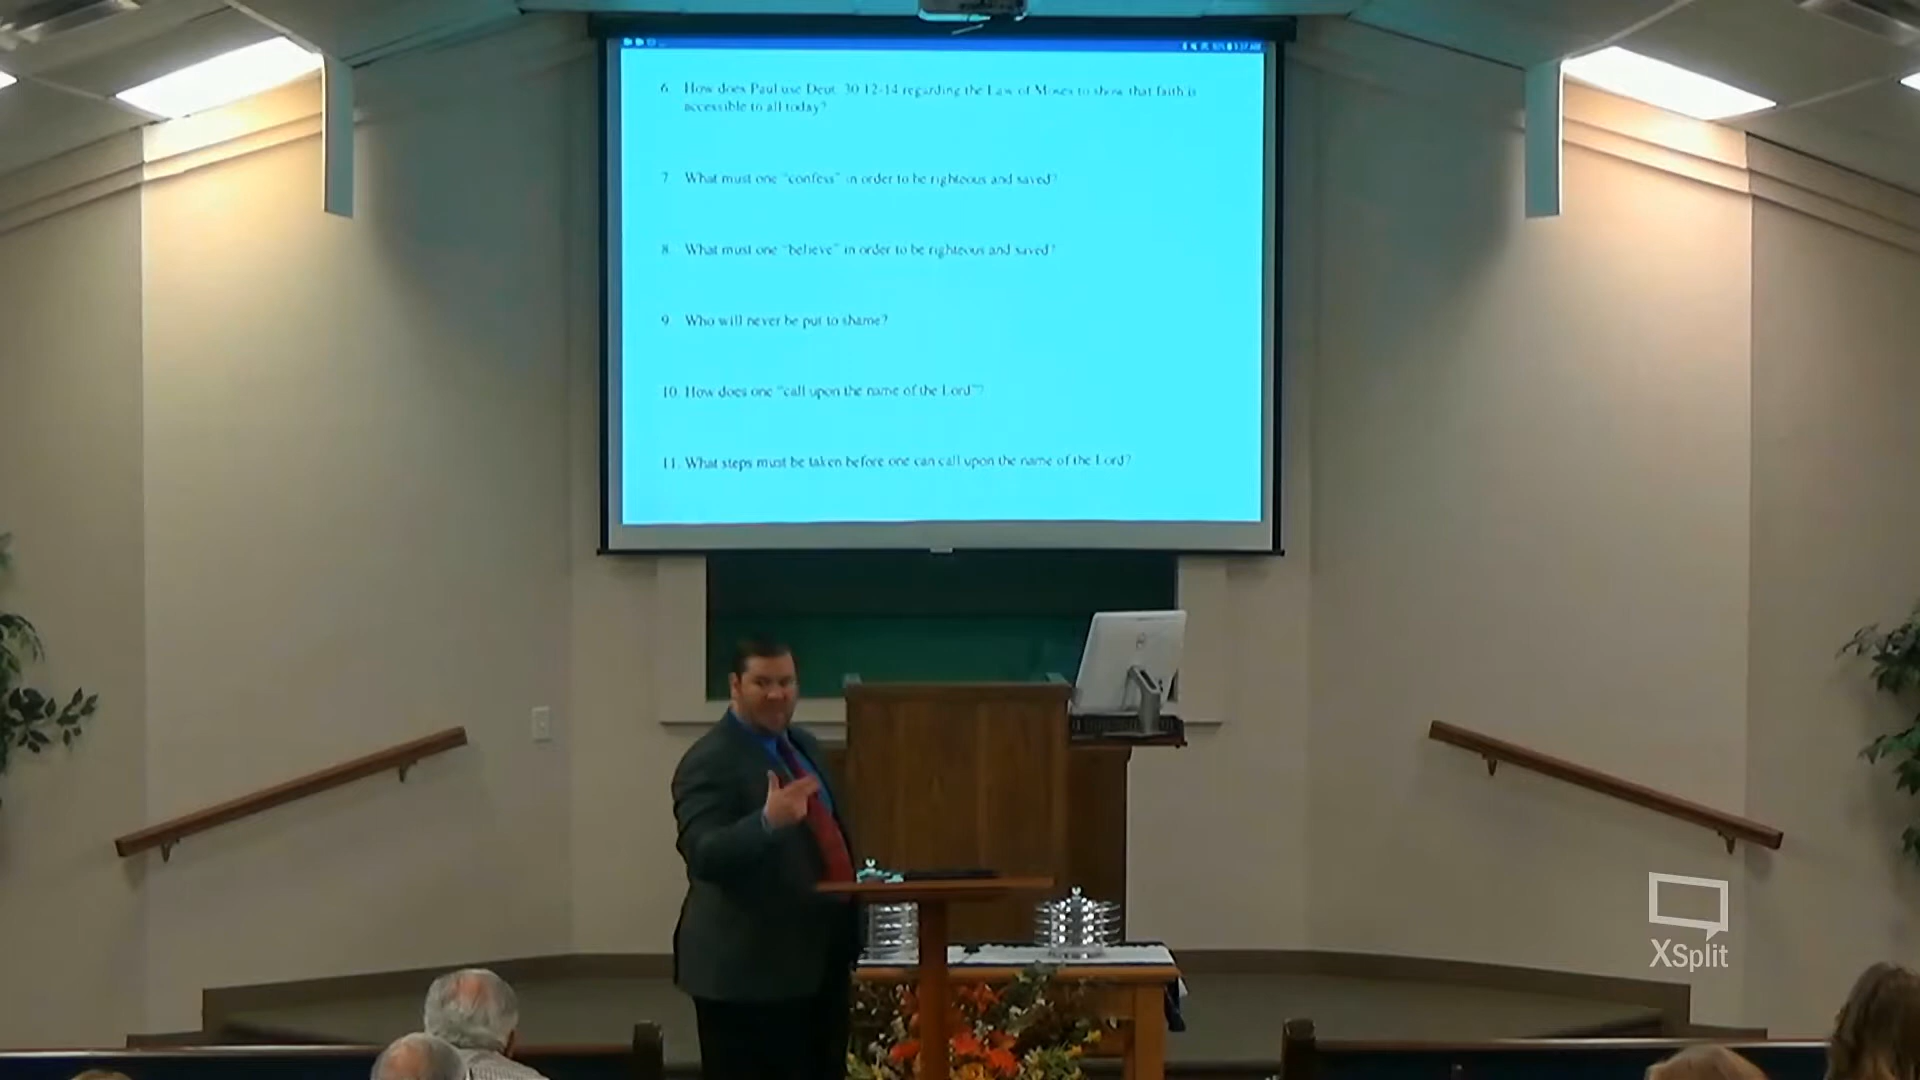 6. How does Paul use Deut. 30:12-14 regarding the Law of Moses to show that faith is
accessible to all today?
7. What must one "confess" in order to be righteous and saved?
8. What must one "believe" in order to be righteous and saved?
9. Who will never be put to shame?
10. How does one "call upon the name of the Lord"?
11. What steps must be taken before one can call upon the name of the Lord?
XSplit